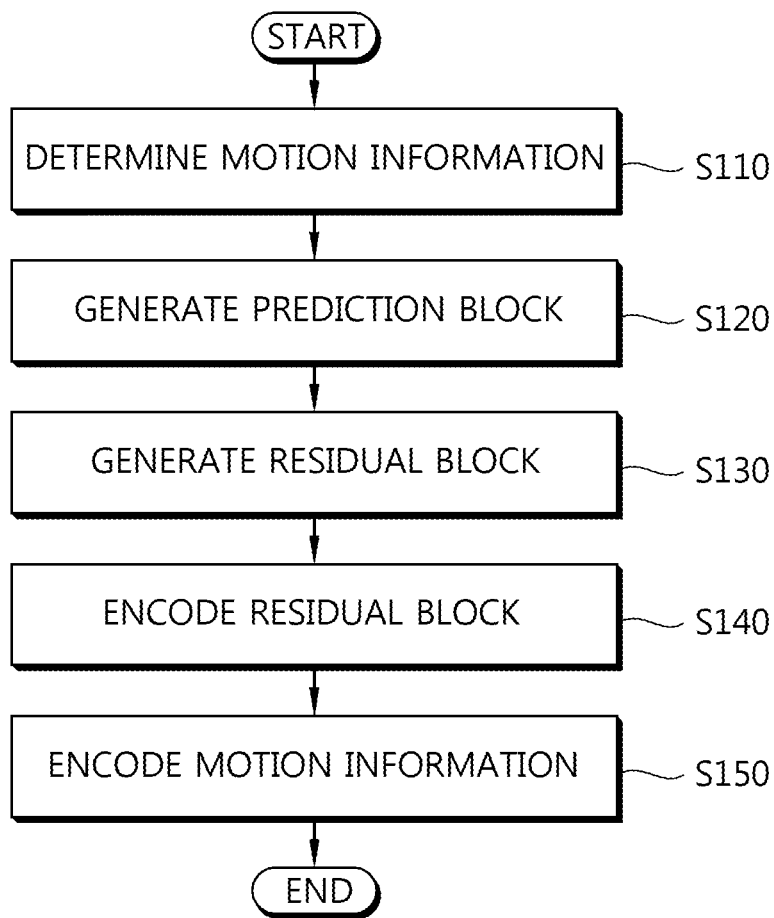 START
DETERMINE MOTION INFORMATION
S110
GENERATE PREDICTION BLOCK
S120
GENERATE RESIDUAL BLOCK
S130
ENCODE RESIDUAL BLOCK
S140
ENCODE MOTION INFORMATION
S150
END